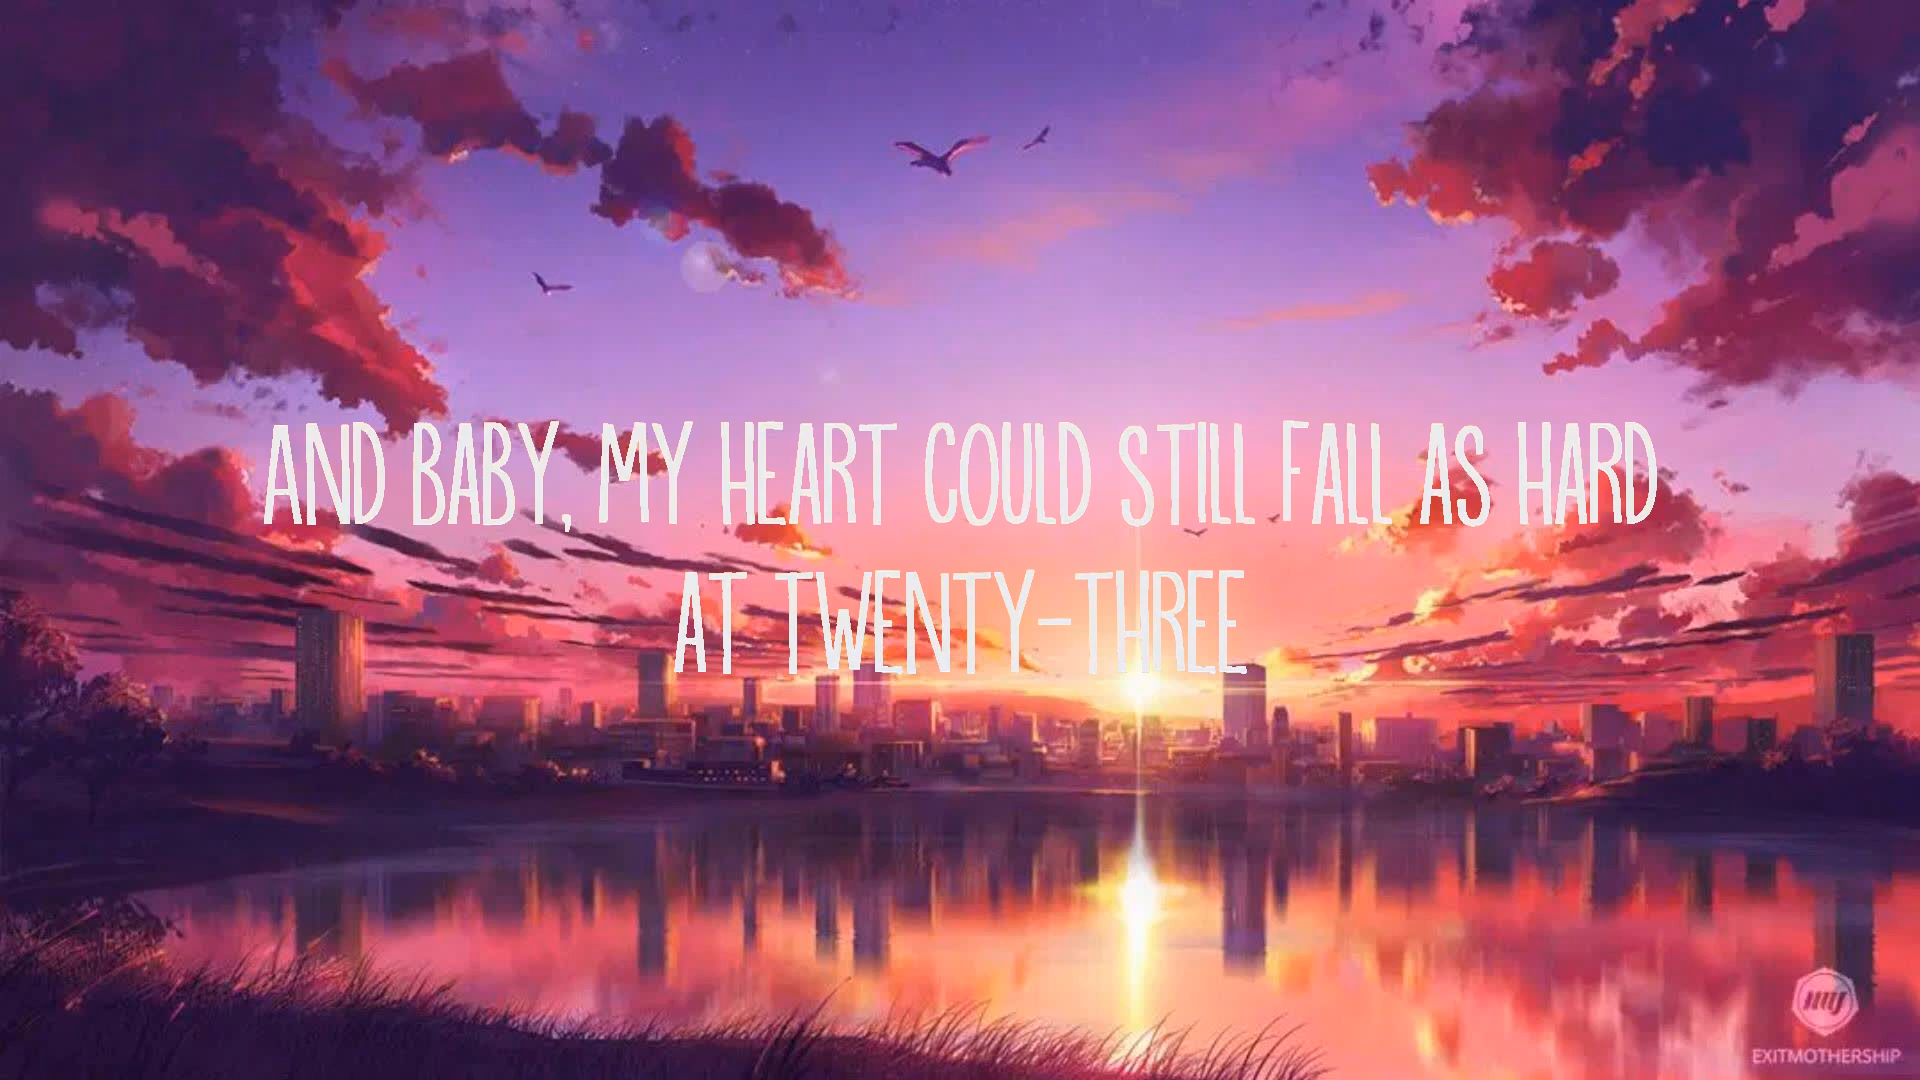 AND BABY, MY HEART COULD STILL FALL AS HARD
AT TWENTY-THREE
EXITMOTHERSHIP